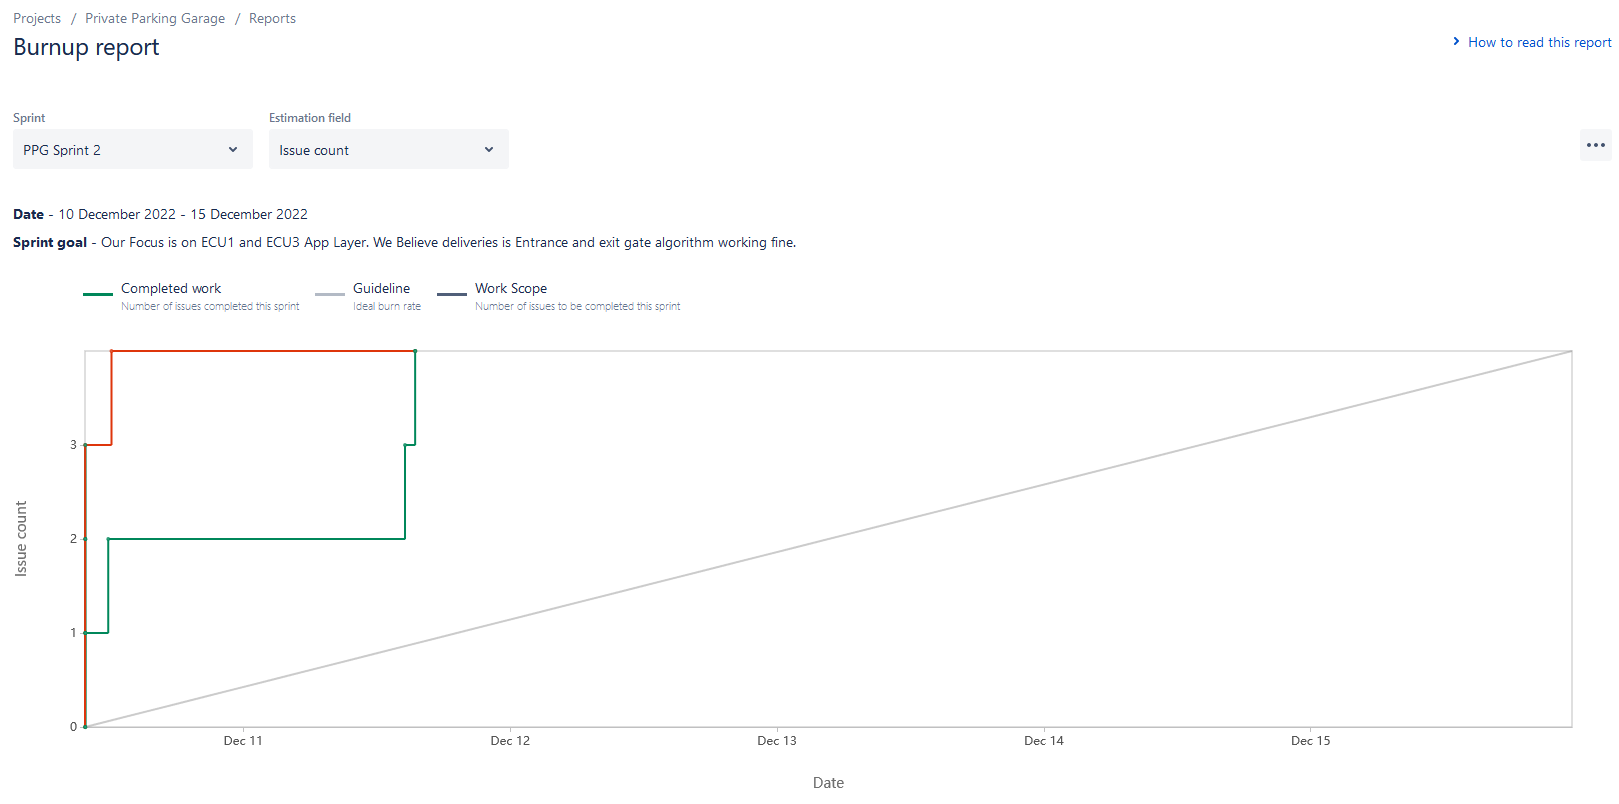 Projects / Private Parking Garage / Reports
Burnup report
How to read this report
Sprint
Estimation field
PPG Sprint 2
Issue count
Date - 10 December 2022 - 15 December 2022
Sprint goal - Our Focus is on ECU1 and ECU3 App Layer. We Believe deliveries is Entrance and exit gate algorithm working fine.
Completed work
Number of issues completed this sprint
Guideline
Ideal burn rate
Work Scope
Number of issues to be completed this sprint
3
2
1
0
Issue count
Dec 11
Dec 12
Dec 13
Dec 14
Dec 15
Date